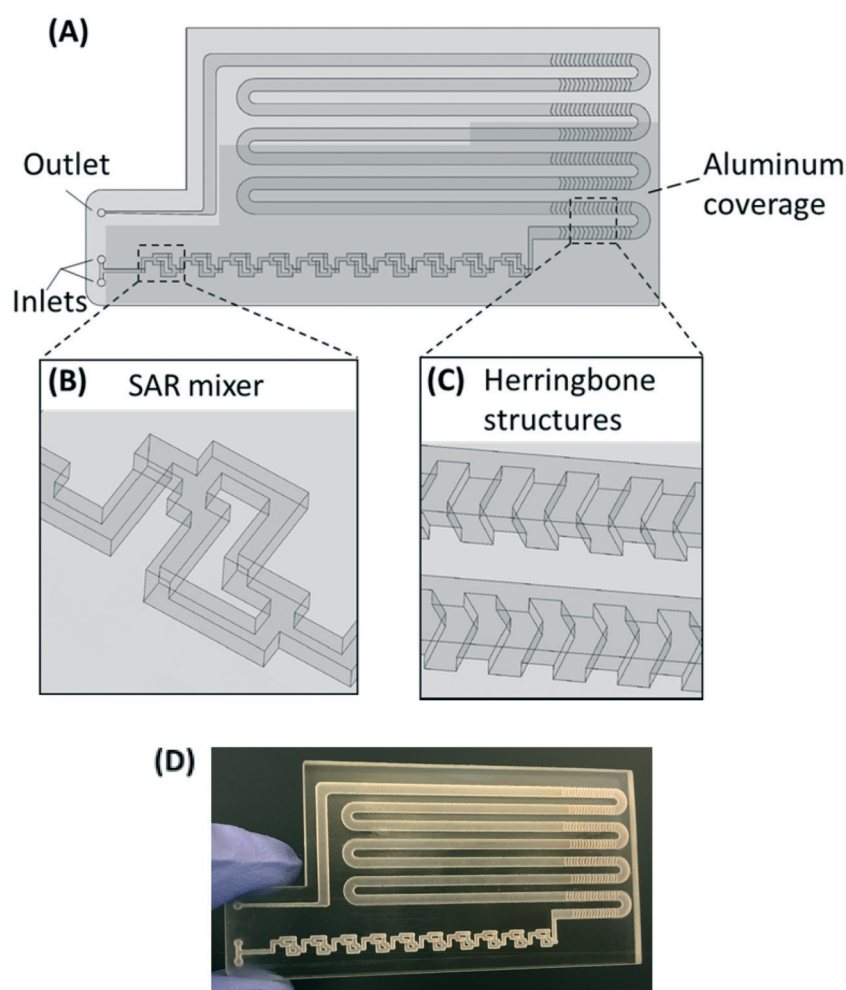 (A)
Outlet
Aluminum
coverage
Inlets
(B) SAR mixer
(C) Herringbone
structures
(D)